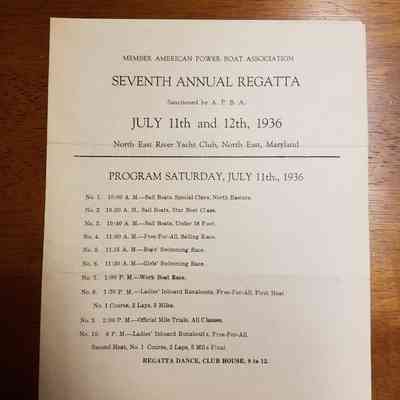 MEMBER AMERICAN POWER BOAT ASSOCIATION
SEVENTH ANNUAL REGATTA
Sanctioned by A. P. B. A.
JULY 11th and 12th, 1936
North East River Yacht Club, North East, Maryland
PROGRAM SATURDAY, JULY 11th., 1936
No. 1. 10:00 A. M.—Sail Boats, Special Class, North Eastern.
No. 2 10:20 A. M., Sail Boats, Star Boat Class.
No. 3. 10:40 A. M.—Sail Boats, Under 18 Foot.
No. 4. 11:00 A. M.—Free-For-All, Sailing Race.
No. 5. 11:15 A. M.—Boys' Swimming Race.
No. 6. 11:30 A. M.—Girls' Swimming Race.
No. 7. 1:00 P. M.—Work Boat Race.
No. 8. 1:30 P. M.—Ladies' Inboard Runabouts, Free-For-All, First Heat
No. 1 Course, 2 Laps, 5 Miles.
No. 9. 2:00 P. M.—Official Mile Trials, All Classes.
No. 10. 4 P. M.—Ladies' Inboard Runabouts, Free-For-All.
Second Heat, No. 1 Course, 2 Laps, 5 Mile Final.
REGATTA DANCE, CLUB HOUSE, 9 to 12.